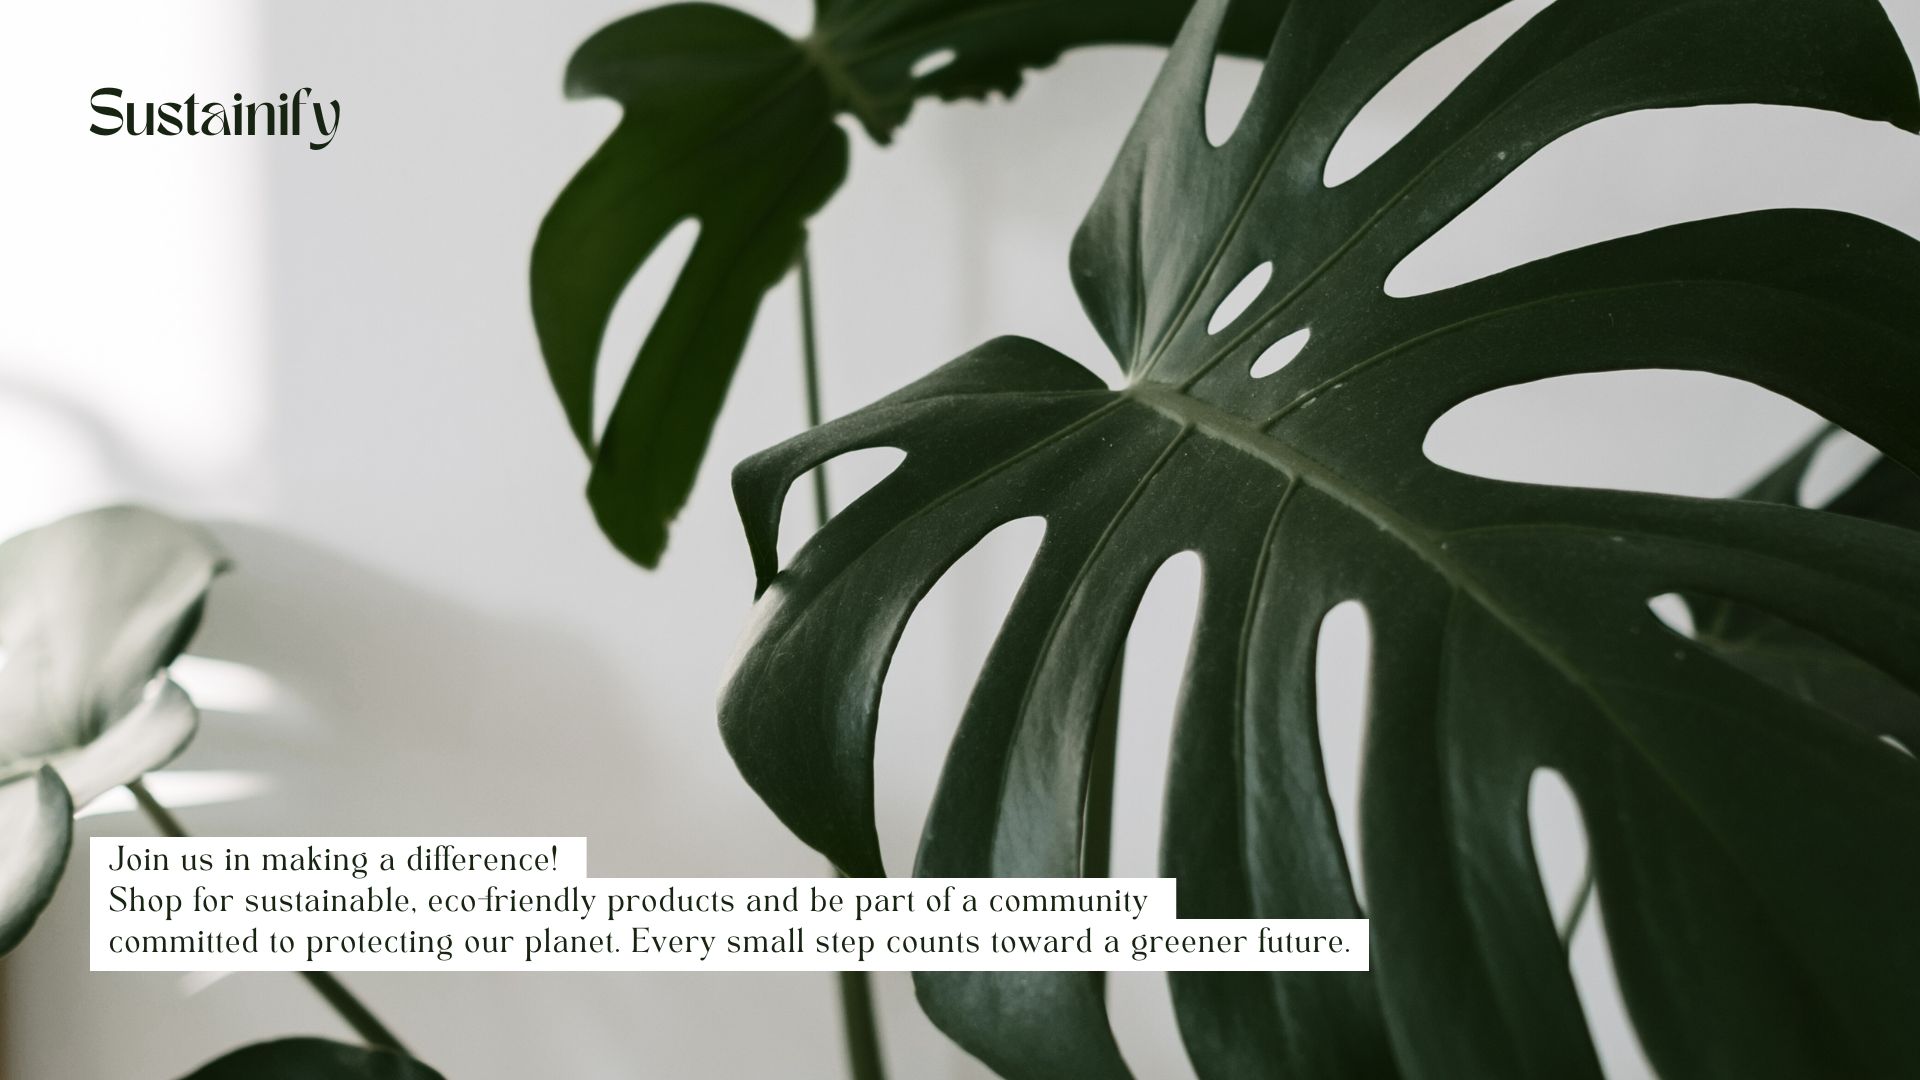 Sustainify
Join us in making a difference!
Shop for sustainable, eco-friendly products and be part of a community
committed to protecting our planet. Every small step counts toward a greener future.